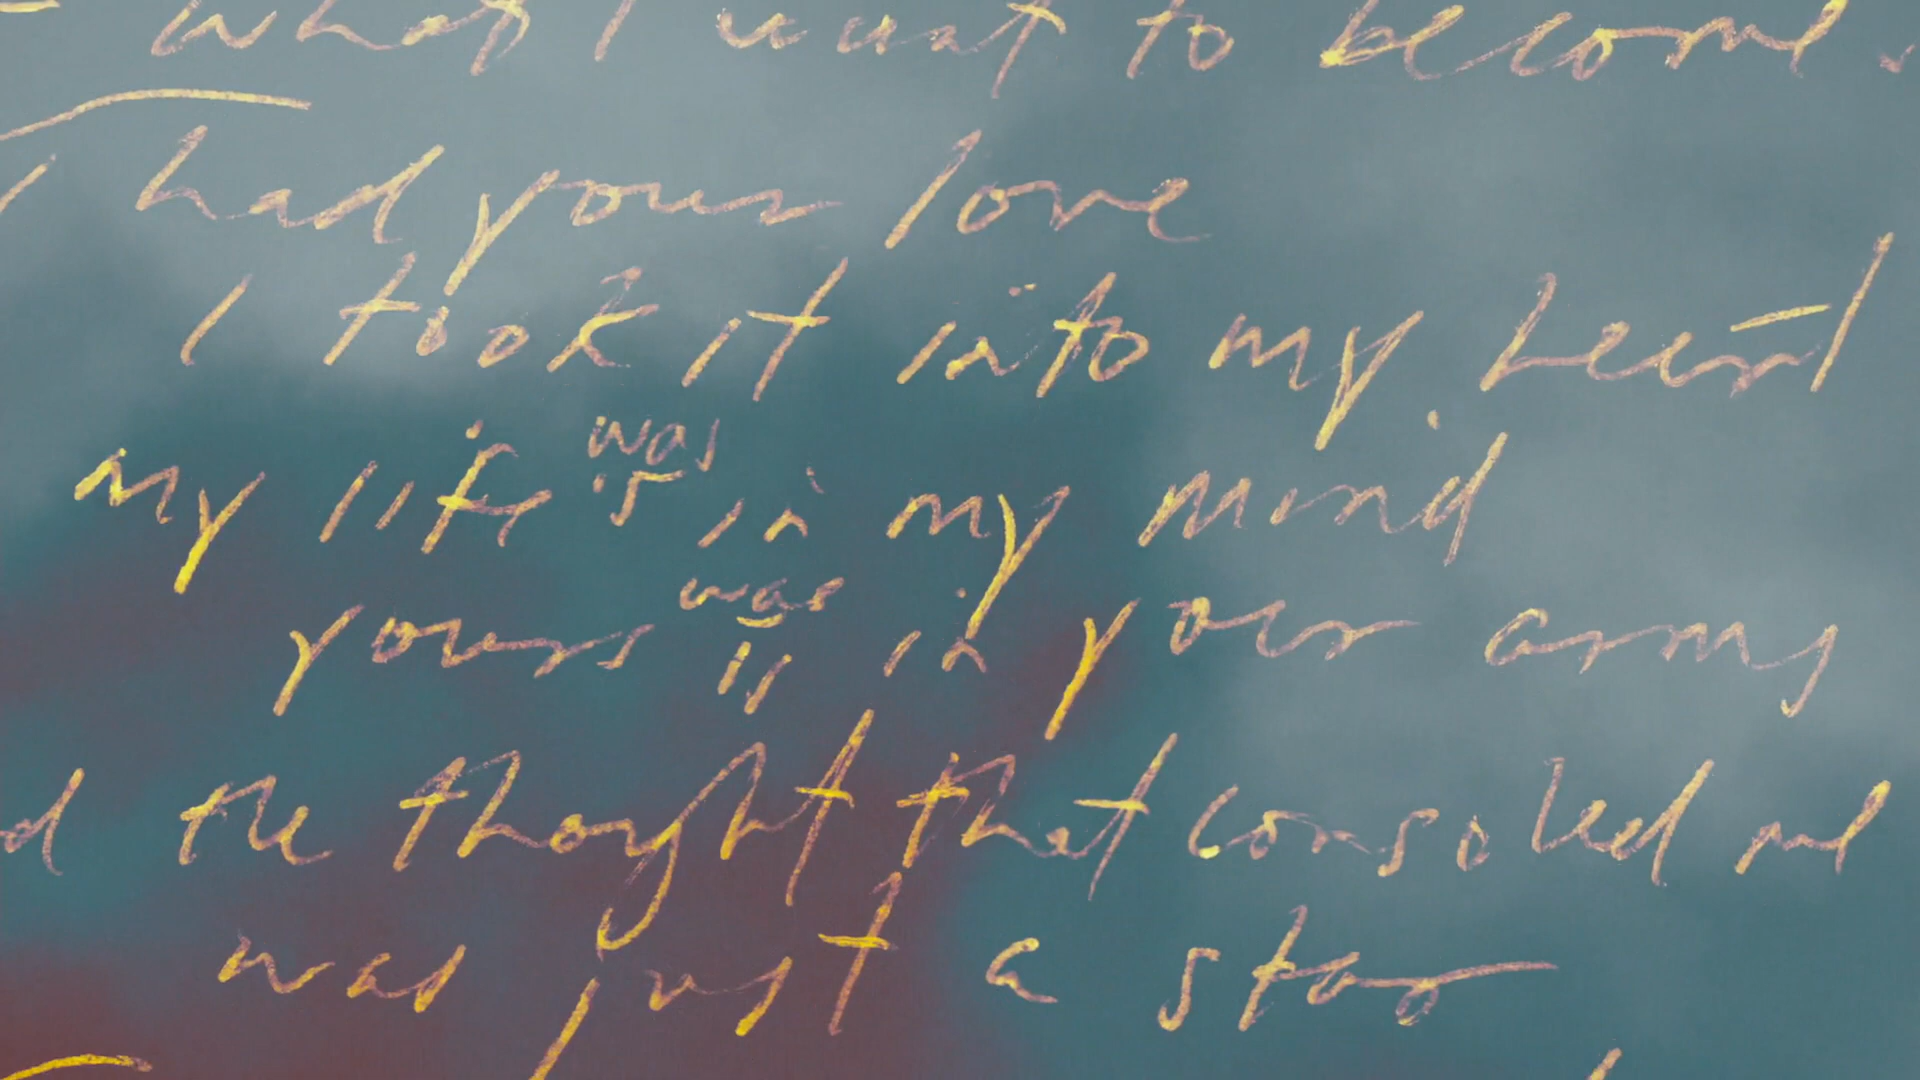 what I want to become
I had your love
I took it into my heart
was
my life is in my mind
was
yours is in your arms
the thought that consoled me
was just a star